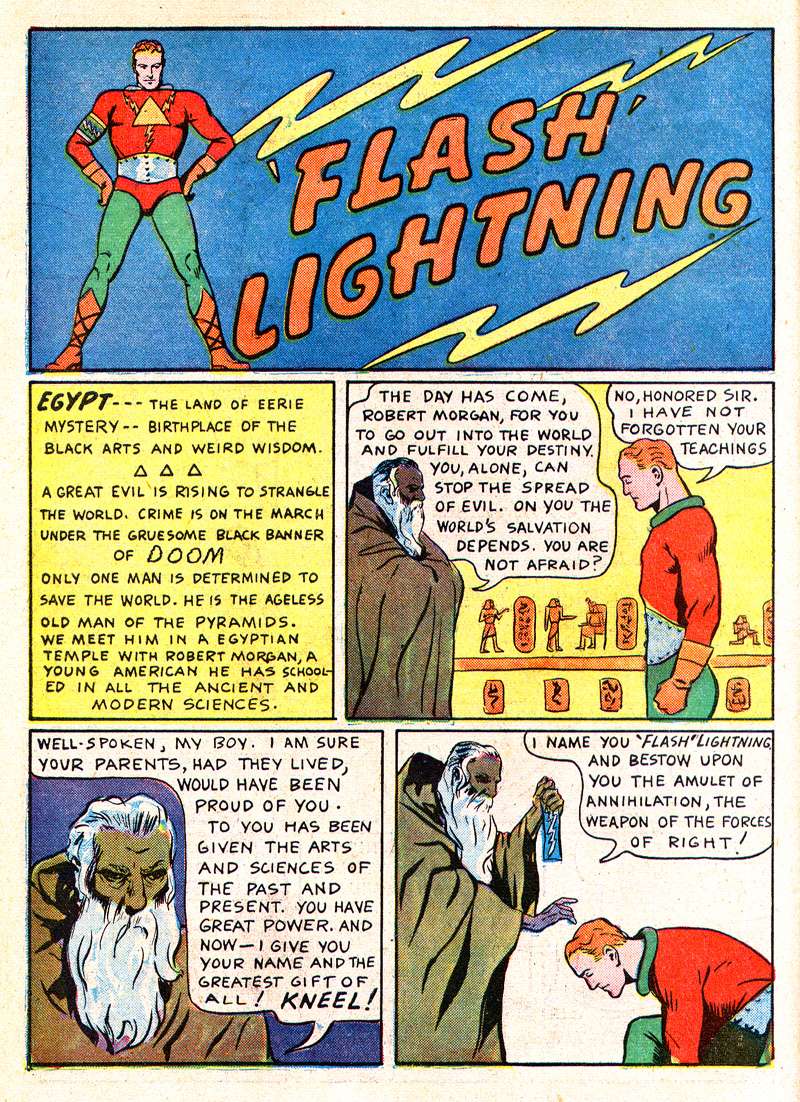 'FLASH'
LIGHTNING
EGYPT--- THE LAND OF EERIE
MYSTERY-- BIRTHPLACE OF THE
BLACK ARTS AND WEIRD WISDOM.
A GREAT EVIL IS RISING TO STRANGLE
THE WORLD. CRIME IS ON THE MARCH
UNDER THE GRUESOME BLACK BANNER
OF DOOM
ONLY ONE MAN IS DETERMINED TO
SAVE THE WORLD. HE IS THE AGELESS
OLD MAN OF THE PYRAMIDS.
WE MEET HIM IN A EGYPTIAN
TEMPLE WITH ROBERT MORGAN, A
YOUNG AMERICAN HE HAS SCHOOL-
ED IN ALL THE ANCIENT AND
MODERN SCIENCES.
THE DAY HAS COME,
ROBERT MORGAN, FOR YOU
TO GO OUT INTO THE WORLD
AND FULFILL YOUR DESTINY.
YOU, ALONE, CAN
STOP THE SPREAD
OF EVIL. ON YOU THE
WORLD'S SALVATION
DEPENDS. YOU ARE
NOT AFRAID?
NO, HONORED SIR.
I HAVE NOT
FORGOTTEN YOUR
TEACHINGS
WELL-SPOKEN, MY BOY. I AM SURE
YOUR PARENTS, HAD THEY LIVED,
WOULD HAVE BEEN
PROUD OF YOU.
TO YOU HAS BEEN
GIVEN THE ARTS
AND SCIENCES OF
THE PAST AND
PRESENT. YOU HAVE
GREAT POWER. AND
NOW—I GIVE YOU
YOUR NAME AND THE
GREATEST GIFT OF
ALL! KNEEL!
I NAME YOU "FLASH" LIGHTNING,
AND BESTOW UPON
YOU THE AMULET OF
ANNIHILATION, THE
WEAPON OF THE FORCES
OF RIGHT!